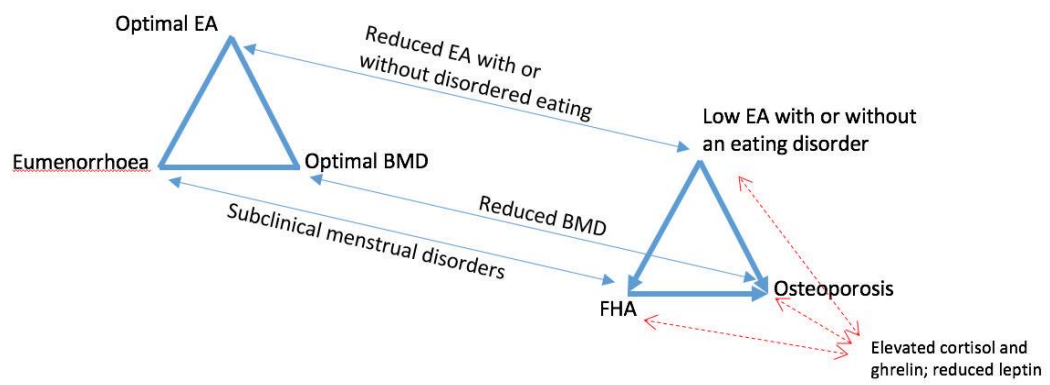 Optimal EA
Reduced EA with or
without disordered eating
Low EA with or without
an eating disorder
Eumenorrhoea
Optimal BMD
Reduced BMD
Subclinical menstrual disorders
Osteoporosis
FHA
Elevated cortisol and
ghrelin; reduced leptin